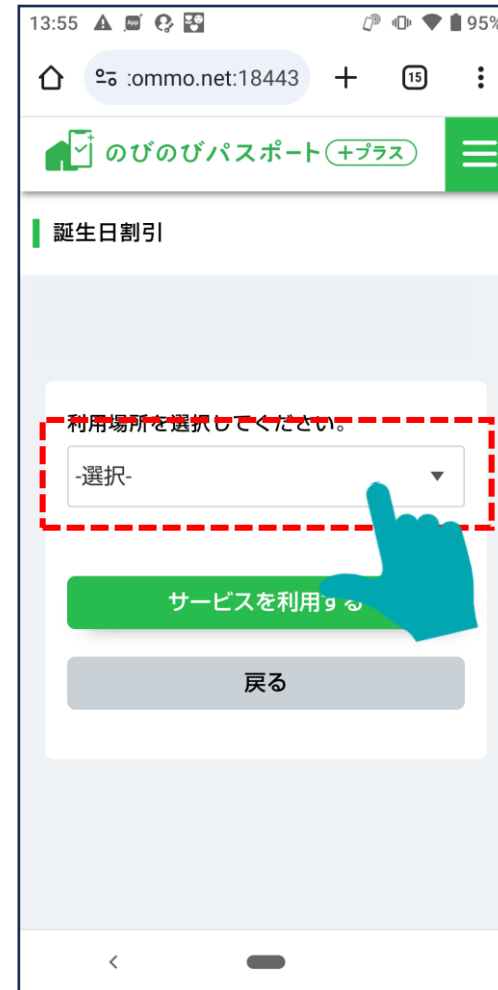 13:55 95%
:ommo.net:18443 15
のびのびパスポート +プラス
誕生日割引
利用場所を選択してください。
-選択-
サービスを利用する
戻る